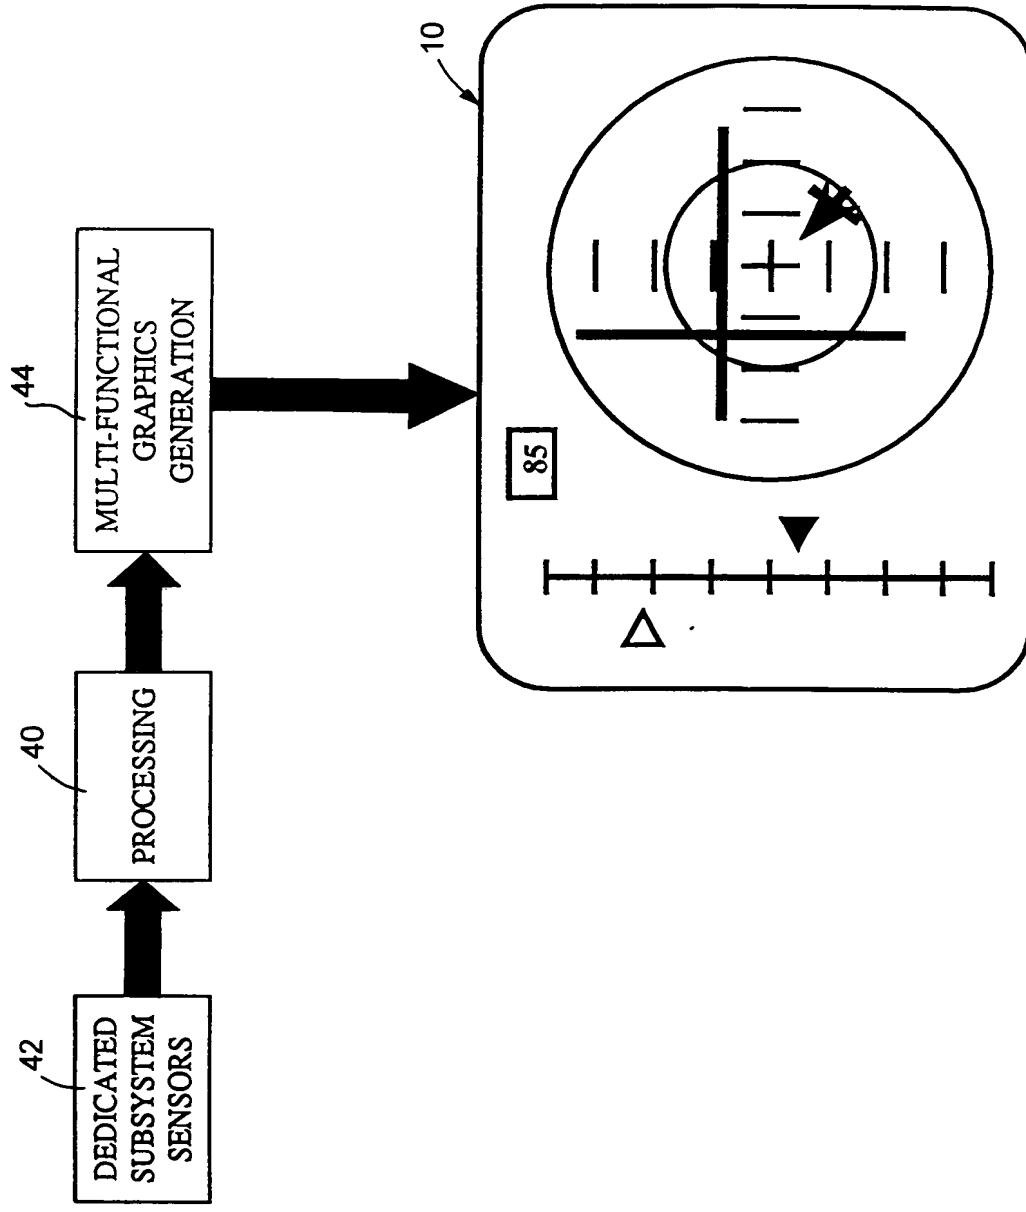 42
DEDICATED
SUBSYSTEM
SENSORS
40
PROCESSING
44
MULTI-FUNCTIONAL
GRAPHICS
GENERATION
10
85